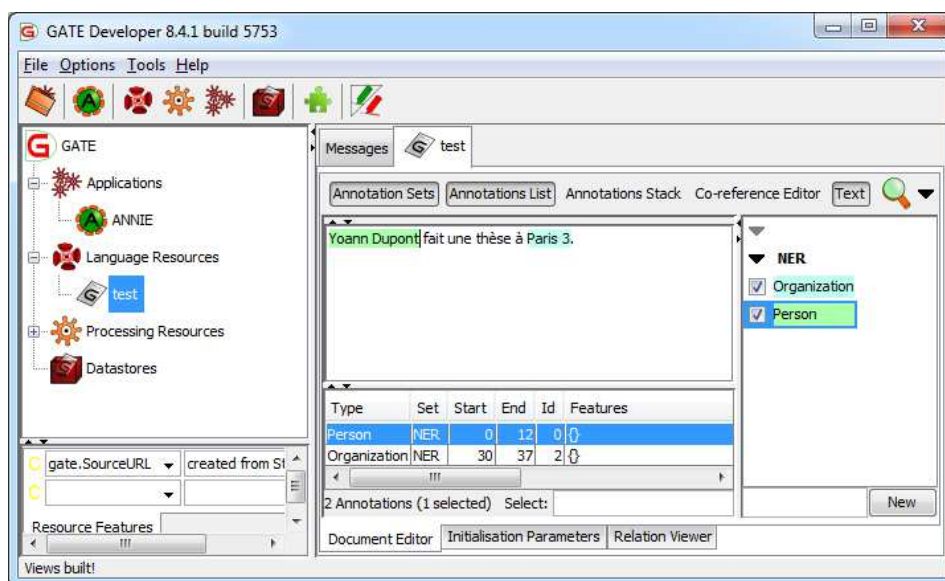 GATE Developer 8.4.1 build 5753
File Options Tools Help
GATE
Applications
ANNIE
Language Resources
test
Processing Resources
Datastores
gate.SourceURL created from St
Resource Features
Messages test
Annotation Sets Annotations List Annotations Stack Co-reference Editor Text
Yoann Dupont fait une thèse à Paris 3.
NER
Organization
Person
Type Set Start End Id Features
Person NER 0 12 0 {}
Organization NER 30 37 2 {}
2 Annotations (1 selected) Select:
New
Document Editor Initialisation Parameters Relation Viewer
Views built!